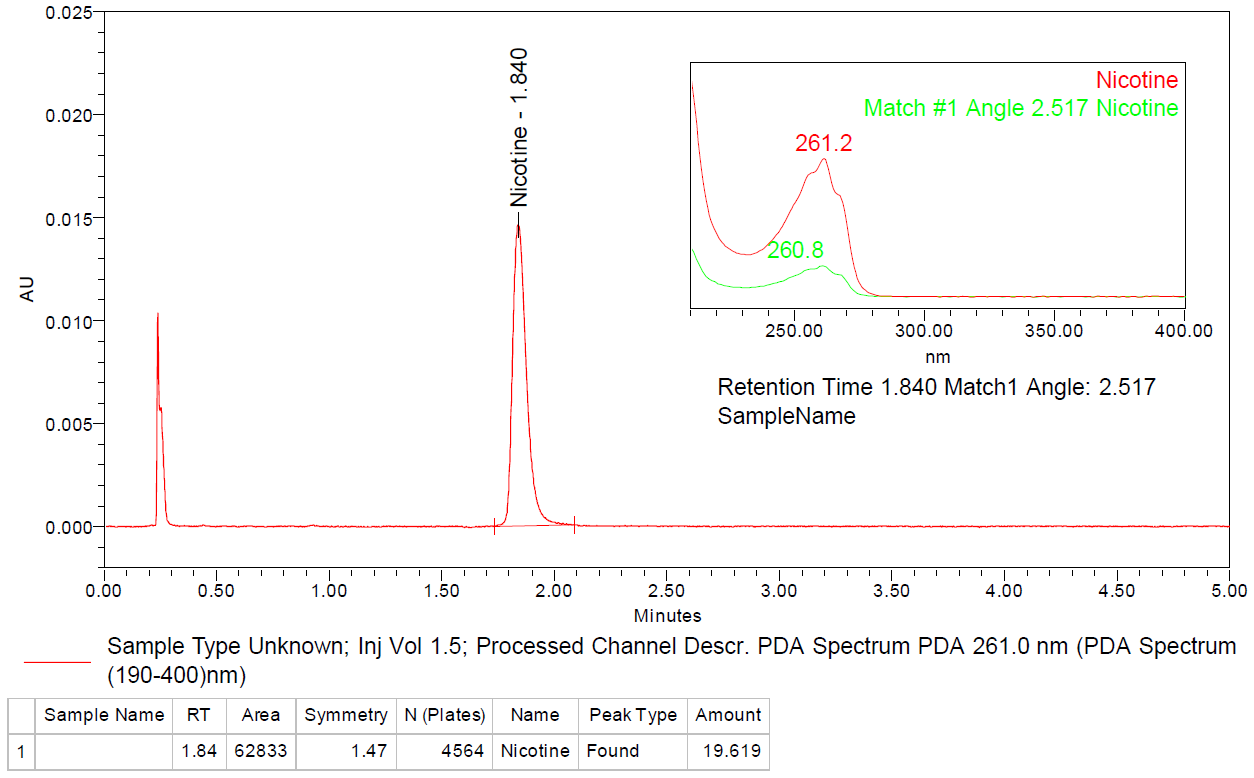 0.025
0.020
0.015
0.010
0.005
0.000
AU
Nicotine - 1.840
Nicotine
Match #1 Angle 2.517 Nicotine
261.2
260.8
250.00 300.00 350.00 400.00
nm
Retention Time 1.840 Match1 Angle: 2.517
SampleName
0.00 0.50 1.00 1.50 2.00 2.50 3.00 3.50 4.00 4.50 5.00
Minutes
Sample Type Unknown; Inj Vol 1.5; Processed Channel Descr. PDA Spectrum PDA 261.0 nm (PDA Spectrum
(190-400)nm)
Sample Name RT Area Symmetry N (Plates) Name Peak Type Amount
1 1.84 62833 1.47 4564 Nicotine Found 19.619